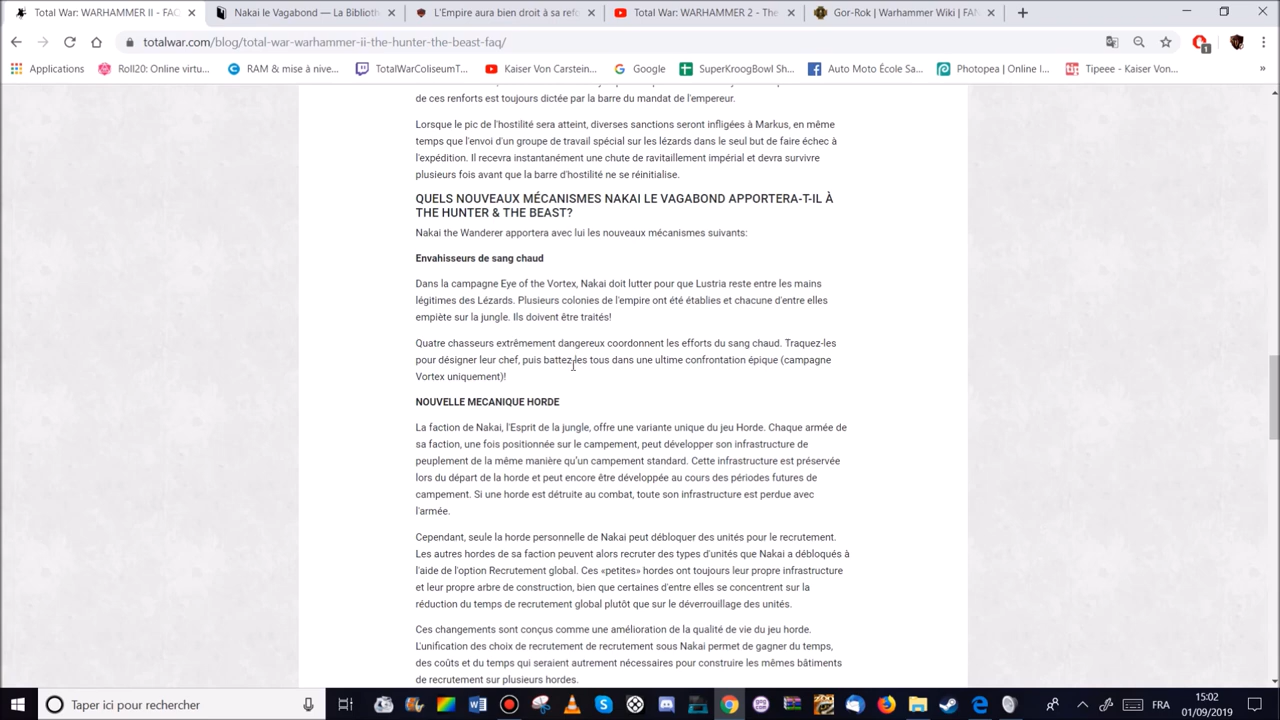 Total War: WARHAMMER II - FAQ
Nakai le Vagabond — La Biblioth
L'Empire aura bien droit à sa refo
Total War: WARHAMMER 2 - The
Gor-Rok | Warhammer Wiki | FAN
totalwar.com/blog/total-war-warhammer-ii-the-hunter-the-beast-faq/
1
Applications
Roll20: Online virtu...
RAM & mise à nive...
TotalWarColiseumT...
Kaiser Von Carstein...
Google
SuperKroogBowl Sh...
Auto Moto École Sa...
Photopea | Online I...
Tipeee - Kaiser Von...
»
de ces renforts est toujours dictée par la barre du mandat de l'empereur.
Lorsque le pic de l'hostilité sera atteint, diverses sanctions seront infligées à Markus, en même
temps que l'envoi d'un groupe de travail spécial sur les lézards dans le seul but de faire échec à
l'expédition. Il recevra instantanément une chute de ravitaillement impérial et devra survivre
plusieurs fois avant que la barre d'hostilité ne se réinitialise.
QUELS NOUVEAUX MÉCANISMES NAKAI LE VAGABOND APPORTERA-T-IL À
THE HUNTER & THE BEAST?
Nakai the Wanderer apportera avec lui les nouveaux mécanismes suivants:
Envahisseurs de sang chaud
Dans la campagne Eye of the Vortex, Nakai doit lutter pour que Lustria reste entre les mains
légitimes des Lézards. Plusieurs colonies de l'empire ont été établies et chacune d'entre elles
empiète sur la jungle. Ils doivent être traités!
Quatre chasseurs extrêmement dangereux coordonnent les efforts du sang chaud. Traquez-les
pour désigner leur chef, puis battez-les tous dans une ultime confrontation épique (campagne
Vortex uniquement)!
NOUVELLE MECANIQUE HORDE
La faction de Nakai, l'Esprit de la jungle, offre une variante unique du jeu Horde. Chaque armée de
sa faction, une fois positionnée sur le campement, peut développer son infrastructure de
peuplement de la même manière qu'un campement standard. Cette infrastructure est préservée
lors du départ de la horde et peut encore être développée au cours des périodes futures de
campement. Si une horde est détruite au combat, toute son infrastructure est perdue avec
l'armée.
Cependant, seule la horde personnelle de Nakai peut débloquer des unités pour le recrutement.
Les autres hordes de sa faction peuvent alors recruter des types d'unités que Nakai a débloqués à
l'aide de l'option Recrutement global. Ces «petites» hordes ont toujours leur propre infrastructure
et leur propre arbre de construction, bien que certaines d'entre elles se concentrent sur la
réduction du temps de recrutement global plutôt que sur le déverrouillage des unités.
Ces changements sont conçus comme une amélioration de la qualité de vie du jeu horde.
L'unification des choix de recrutement de recrutement sous Nakai permet de gagner du temps,
des coûts et du temps qui seraient autrement nécessaires pour construire les mêmes bâtiments
de recrutement sur plusieurs hordes.
Taper ici pour rechercher
FRA
15:02
01/09/2019